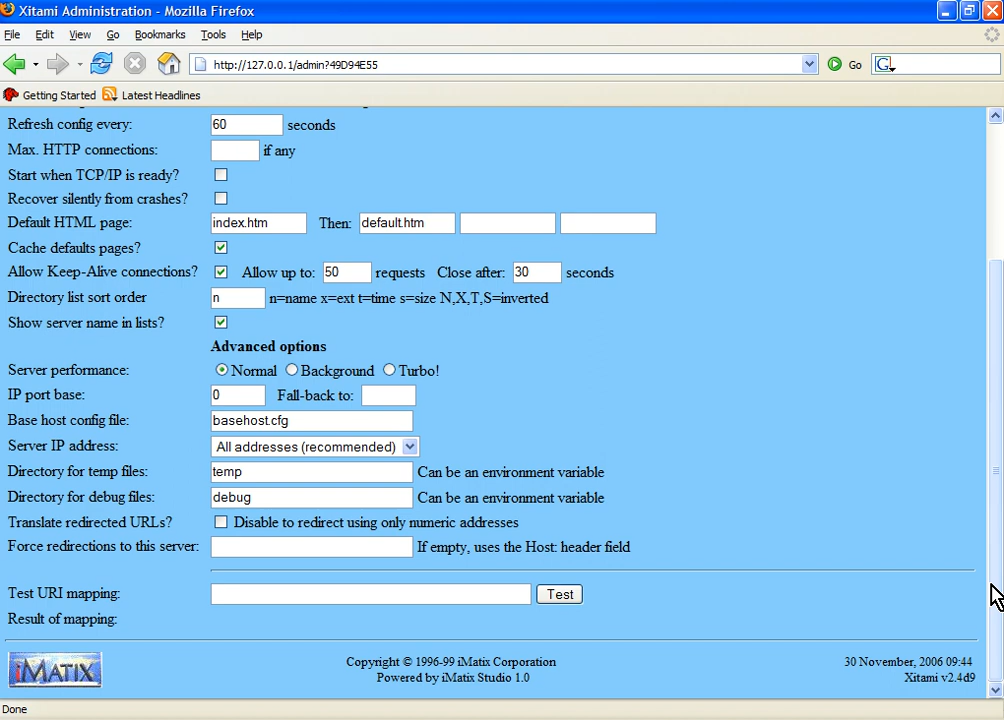 Xitami Administration - Mozilla Firefox
File Edit View Go Bookmarks Tools Help
http://127.0.0.1/admin?49D94E55 Go G
Getting Started Latest Headlines
Refresh config every: 60 seconds
Max. HTTP connections: if any
Start when TCP/IP is ready?
Recover silently from crashes?
Default HTML page: index.htm Then: default.htm
Cache defaults pages?
Allow Keep-Alive connections? Allow up to: 50 requests Close after: 30 seconds
Directory list sort order n n=name x=ext t=time s=size N,X,T,S=inverted
Show server name in lists?
Advanced options
Server performance: Normal Background Turbo!
IP port base: 0 Fall-back to:
Base host config file: basehost.cfg
Server IP address: All addresses (recommended)
Directory for temp files: temp Can be an environment variable
Directory for debug files: debug Can be an environment variable
Translate redirected URLs? Disable to redirect using only numeric addresses
Force redirections to this server: If empty, uses the Host: header field
Test URI mapping: Test
Result of mapping:
iMATIX Copyright © 1996-99 iMatix Corporation 30 November, 2006 09:44
Powered by iMatix Studio 1.0 Xitami v2.4d9
Done